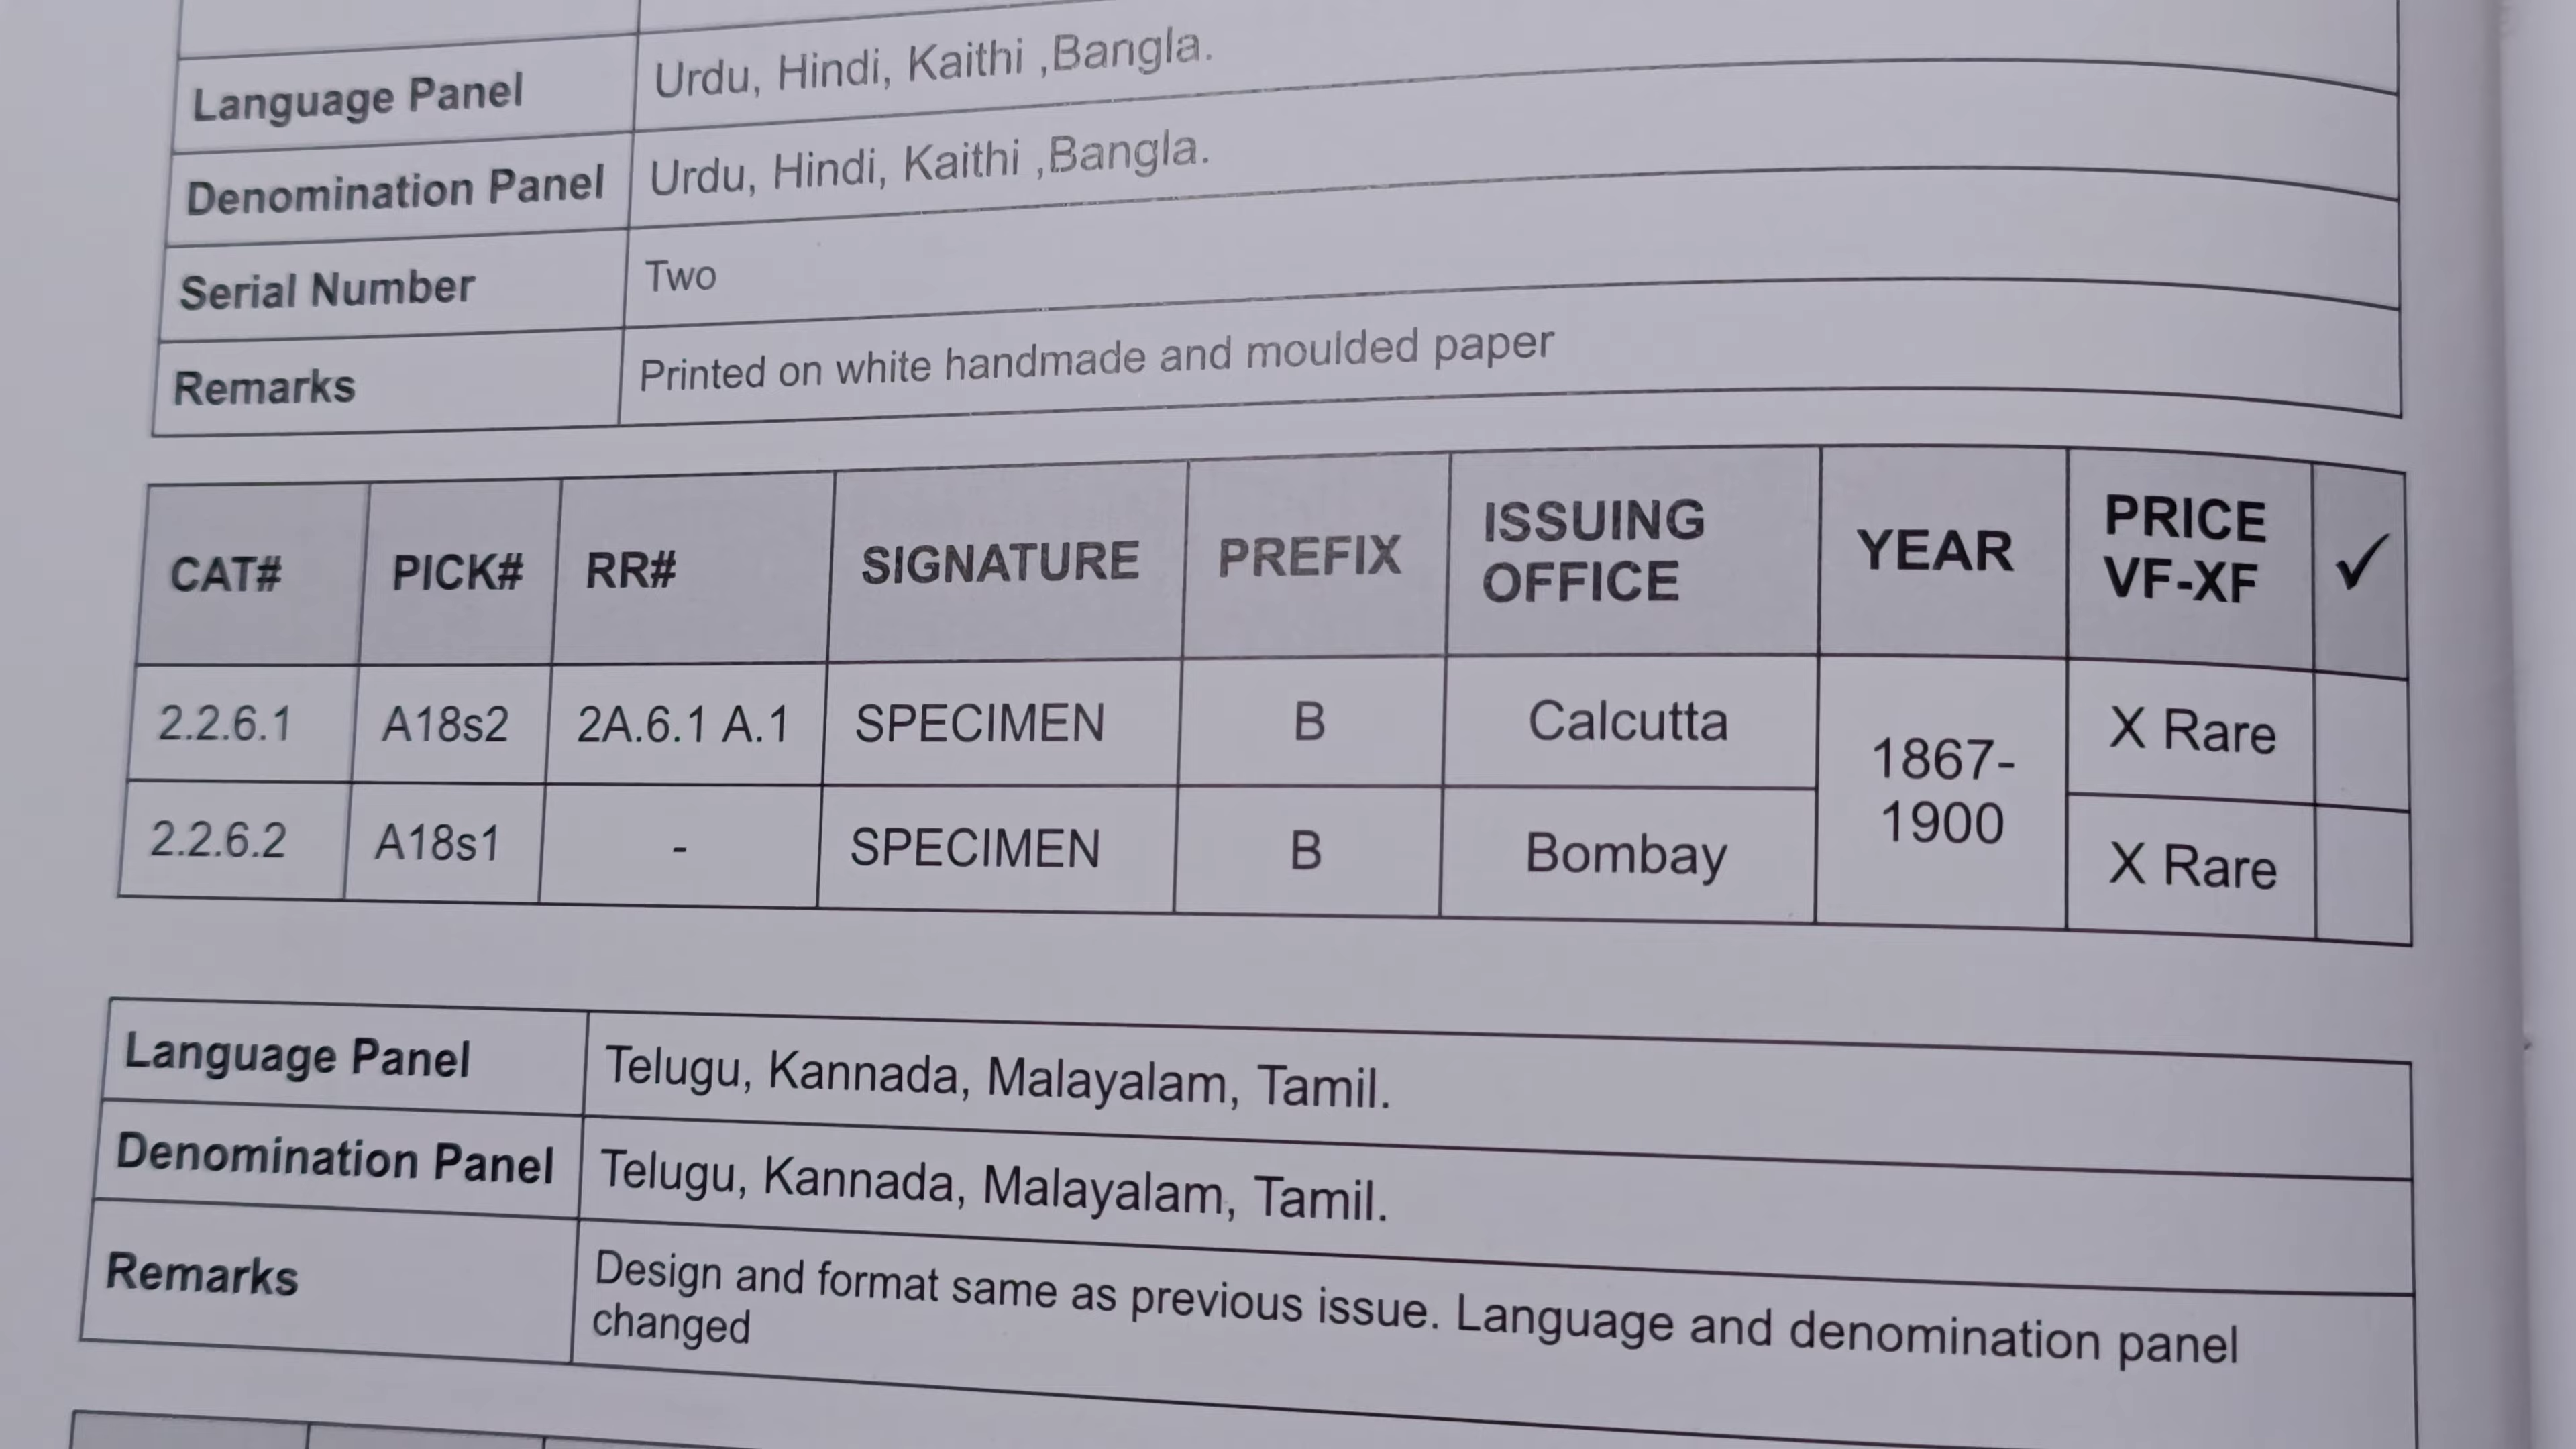 Language Panel Urdu, Hindi, Kaithi ,Bangla.
Denomination Panel Urdu, Hindi, Kaithi ,Bangla.
Serial Number Two
Remarks Printed on white handmade and moulded paper
CAT# PICK# RR# SIGNATURE PREFIX ISSUING OFFICE YEAR PRICE VF-XF ✓
2.2.6.1 A18s2 2A.6.1 A.1 SPECIMEN B Calcutta 1867-1900 X Rare
2.2.6.2 A18s1 - SPECIMEN B Bombay X Rare
Language Panel Telugu, Kannada, Malayalam, Tamil.
Denomination Panel Telugu, Kannada, Malayalam, Tamil.
Remarks Design and format same as previous issue. Language and denomination panel
changed